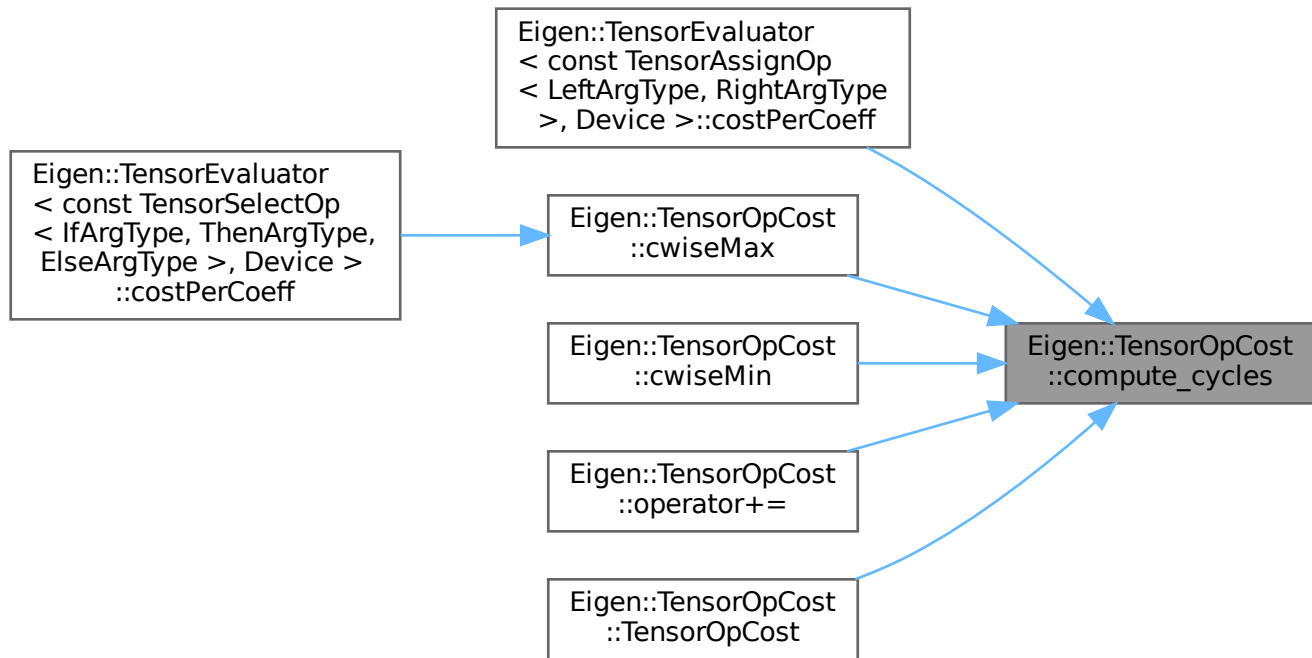 Eigen::TensorEvaluator
< const TensorAssignOp
< LeftArgType, RightArgType
>, Device >::costPerCoeff
Eigen::TensorEvaluator
< const TensorSelectOp
< IfArgType, ThenArgType,
ElseArgType >, Device >
::costPerCoeff
Eigen::TensorOpCost
::cwiseMax
Eigen::TensorOpCost
::cwiseMin
Eigen::TensorOpCost
::compute_cycles
Eigen::TensorOpCost
::operator+=
Eigen::TensorOpCost
::TensorOpCost